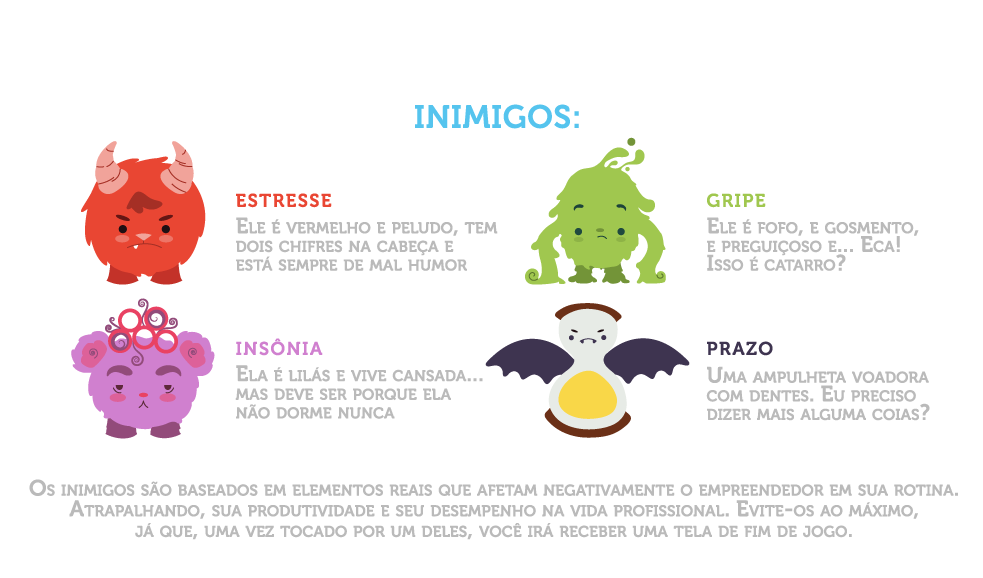 INIMIGOS:
ESTRESSE
ELE É VERMELHO E PELUDO, TEM
DOIS CHIFRES NA CABEÇA E
ESTÁ SEMPRE DE MAL HUMOR
GRIPE
ELE É FOFO, E GOSMENTO,
E PREGUIÇOSO E... ECA!
ISSO É CATARRO?
INSÔNIA
ELA É LILÁS E VIVE CANSADA...
MAS DEVE SER PORQUE ELA
NÃO DORME NUNCA
PRAZO
UMA AMPULHETA VOADORA
COM DENTES. EU PRECISO
DIZER MAIS ALGUMA COIAS?
OS INIMIGOS SÃO BASEADOS EM ELEMENTOS REAIS QUE AFETAM NEGATIVAMENTE O EMPREENDEDOR EM SUA ROTINA.
ATRAPALHANDO, SUA PRODUTIVIDADE E SEU DESEMPENHO NA VIDA PROFISSIONAL. EVITE-OS AO MÁXIMO,
JÁ QUE, UMA VEZ TOCADO POR UM DELES, VOCÊ IRÁ RECEBER UMA TELA DE FIM DE JOGO.